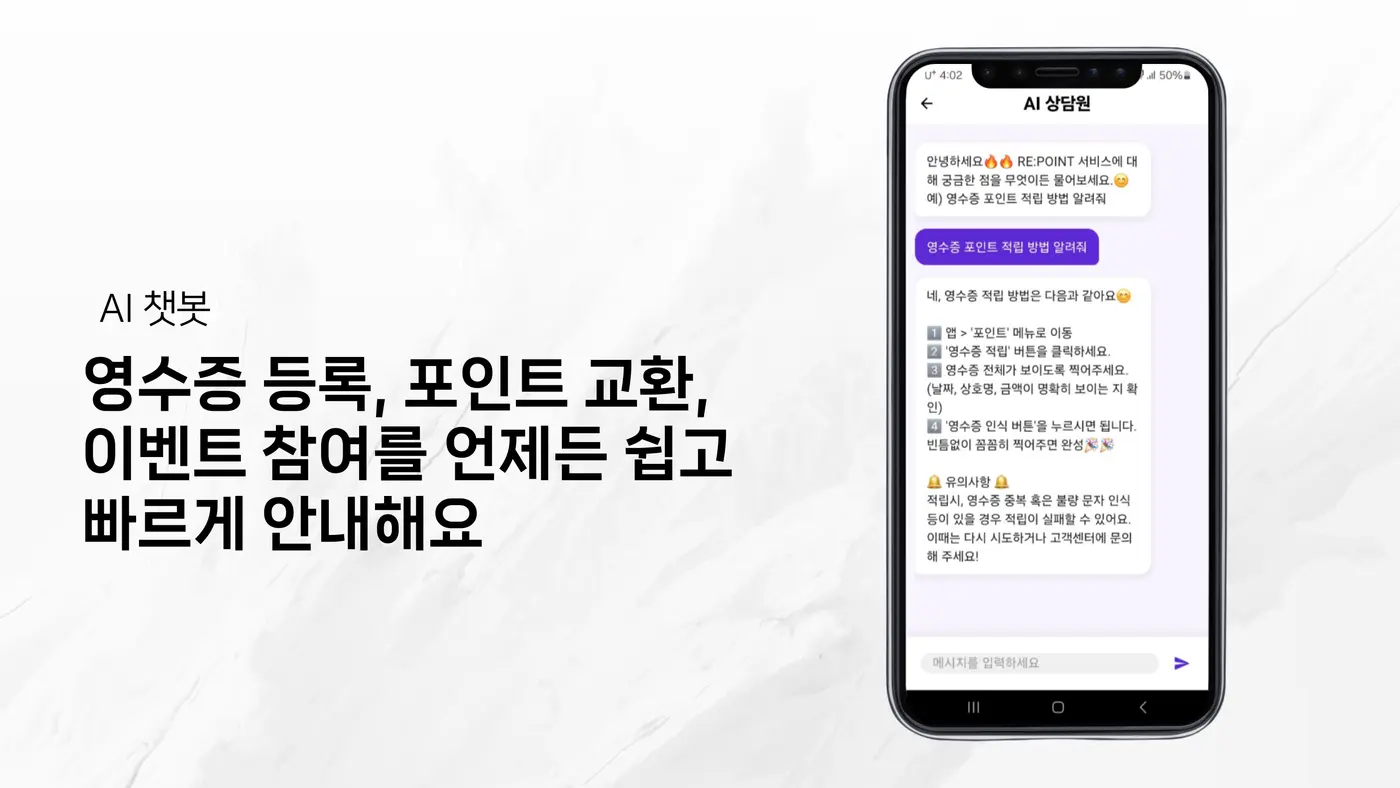 AI 챗봇
영수증 등록, 포인트 교환,
이벤트 참여를 언제든 쉽고
빠르게 안내해요
U⁺ 4:02
50%
AI 상담원
안녕하세요🔥🔥 RE:POINT 서비스에 대
해 궁금한 점을 무엇이든 물어보세요.😊
예) 영수증 포인트 적립 방법 알려줘
영수증 포인트 적립 방법 알려줘
네, 영수증 적립 방법은 다음과 같아요😊
1️⃣ 앱 > '포인트' 메뉴로 이동
2️⃣ '영수증 적립' 버튼을 클릭하세요.
3️⃣ 영수증 전체가 보이도록 찍어주세요.
(날짜, 상호명, 금액이 명확히 보이는 지 확
인)
4️⃣ '영수증 인식 버튼'을 누르시면 됩니다.
빈틈없이 꼼꼼히 찍어주면 완성🎉🎉
🔔 유의사항 🔔
적립시, 영수증 중복 혹은 불량 문자 인식
등이 있을 경우 적립이 실패할 수 있어요.
이때는 다시 시도하거나 고객센터에 문의
해 주세요!
메시지를 입력하세요